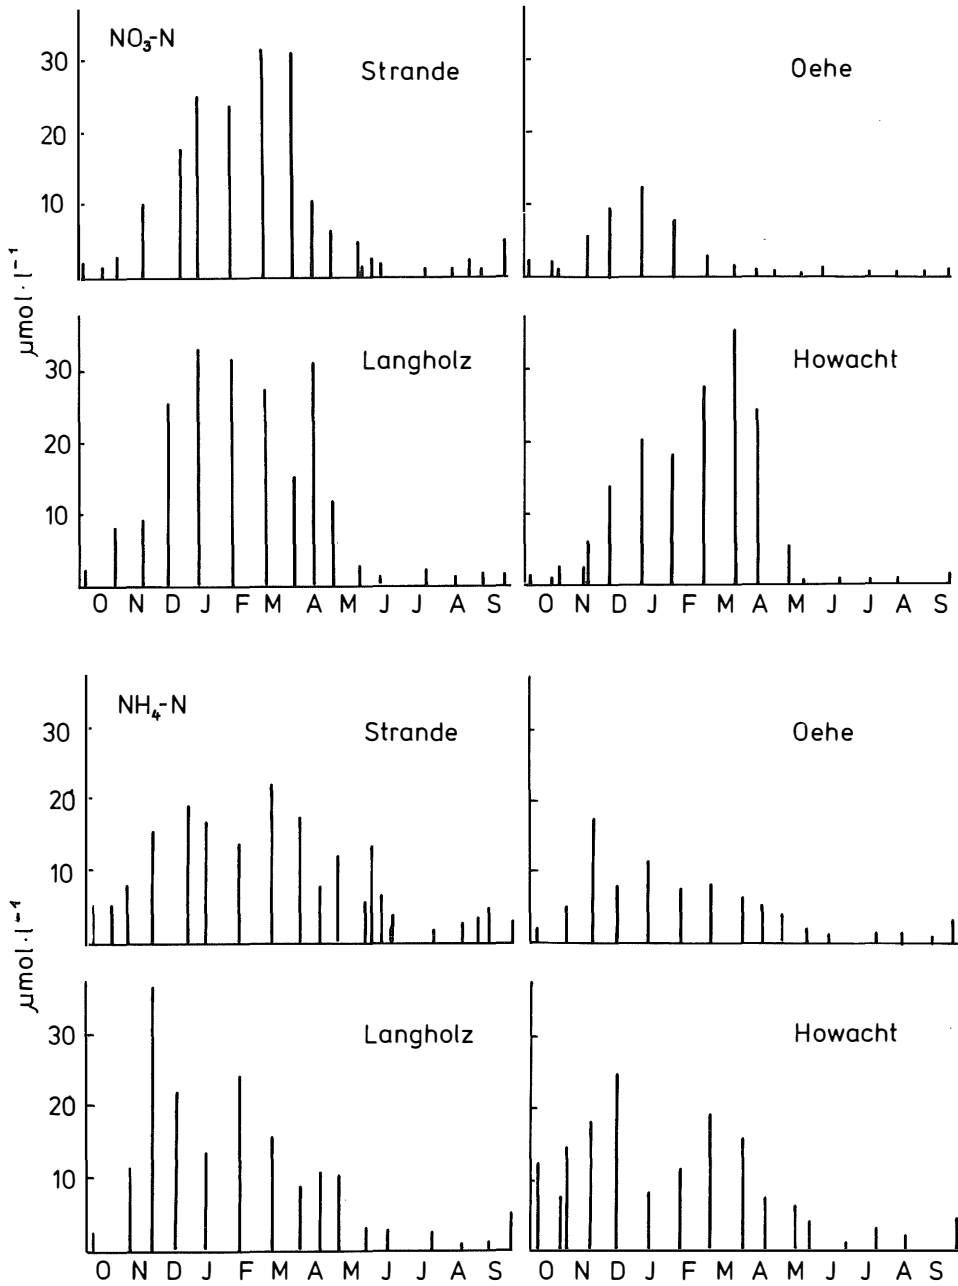 NO₃-N
Strande
Oehe
30
20
10
µmol·l⁻¹
Langholz
Howacht
30
20
10
O N D J F M A M J J A S
O N D J F M A M J J A S
NH₄-N
Strande
Oehe
30
20
10
µmol·l⁻¹
Langholz
Howacht
30
20
10
O N D J F M A M J J A S
O N D J F M A M J J A S